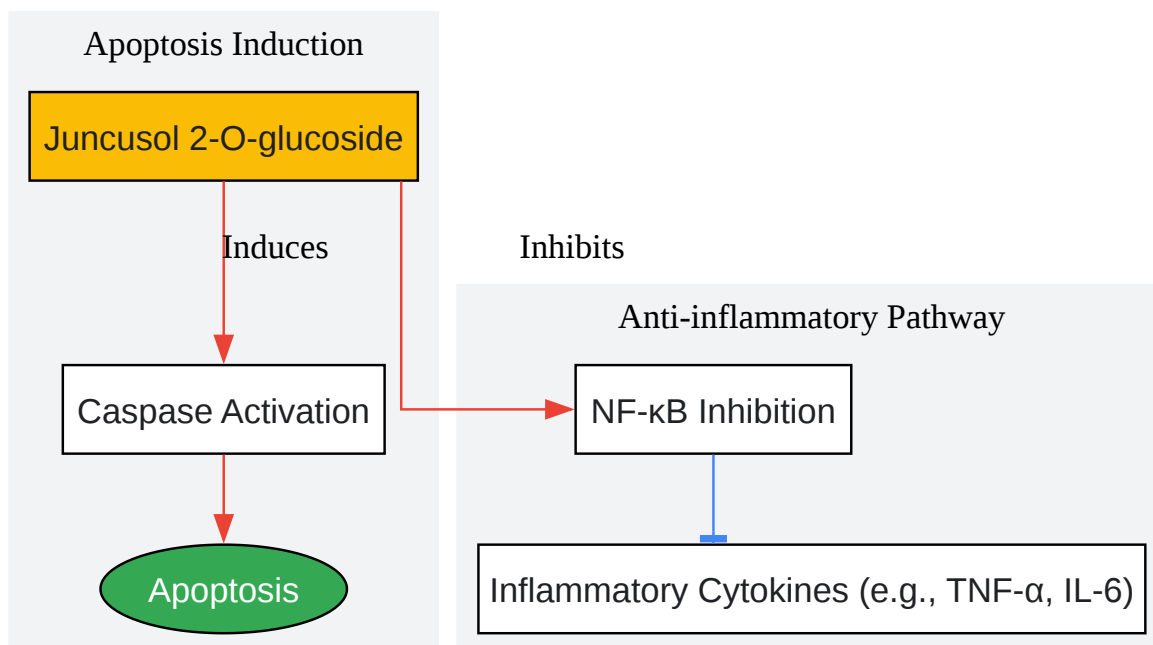 Apoptosis Induction
Juncusol 2-O-glucoside
Induces
Inhibits
Anti-inflammatory Pathway
Caspase Activation
NF-κB Inhibition
Apoptosis
Inflammatory Cytokines (e.g., TNF-α, IL-6)